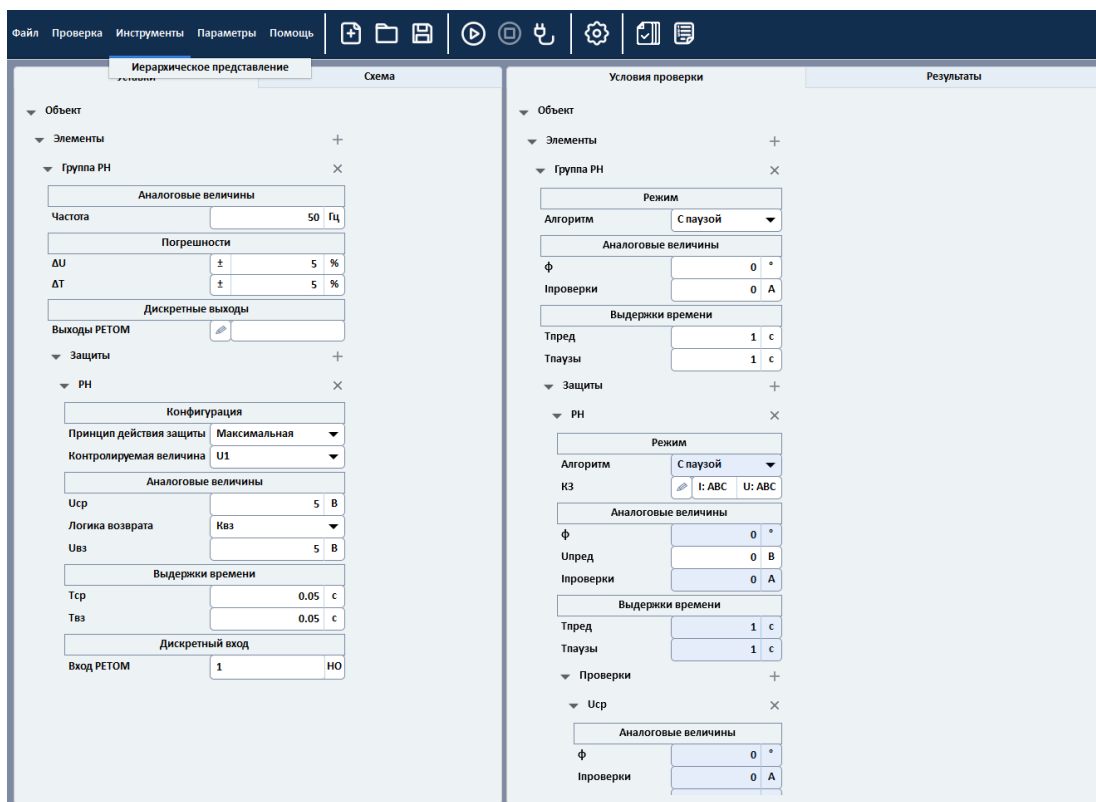 Файл Проверка Инструменты Параметры Помощь
Иерархическое представление
Уставки Схема
Объект
Элементы
Группа РН
Аналоговые величины
Частота 50 Гц
Погрешности
ΔU ± 5 %
ΔT ± 5 %
Дискретные выходы
Выходы РЕТОМ
Защиты
РН
Конфигурация
Принцип действия защиты Максимальная
Контролируемая величина U1
Аналоговые величины
Uср 5 В
Логика возврата Квз
Uвз 5 В
Выдержки времени
Тср 0.05 с
Твз 0.05 с
Дискретный вход
Вход РЕТОМ 1 НО
Условия проверки Результаты
Объект
Элементы
Группа РН
Режим
Алгоритм С паузой
Аналоговые величины
ф 0 °
Iпроверки 0 А
Выдержки времени
Тпред 1 с
Тпаузы 1 с
Защиты
РН
Режим
Алгоритм С паузой
КЗ I: ABC U: ABC
Аналоговые величины
ф 0 °
Uпред 0 В
Iпроверки 0 А
Выдержки времени
Тпред 1 с
Тпаузы 1 с
Проверки
Uср
Аналоговые величины
ф 0 °
Iпроверки 0 А